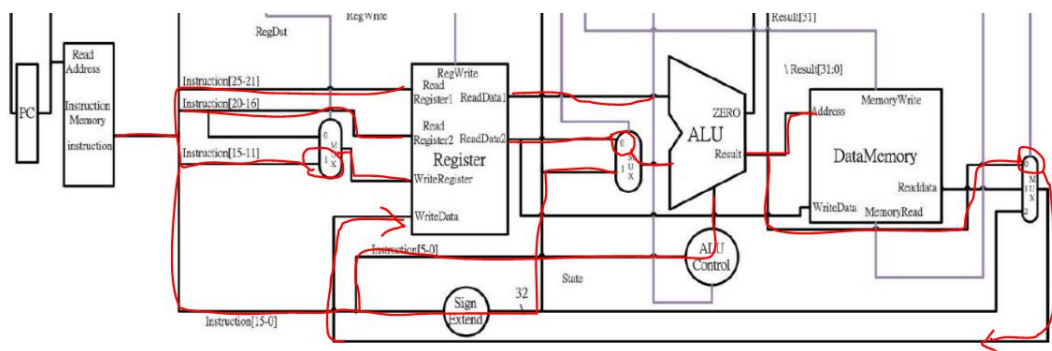 RegWrite
Result[31]
RegDst
Read
Address
Instruction[25-21]
RegWrite
Read
Register1
ReadData1
\ Result[31:0]
MemoryWrite
PC
Instruction
Memory
instruction
Instruction[20-16]
0
M
U
X
1
Read
Register2
ReadData2
Register
0
M
U
X
1
ZERO
ALU
Result
Address
DataMemory
Instruction[15-11]
WriteRegister
Readdata
0
1
M
U
X
2
WriteData
WriteData
MemoryRead
Instruction[5-0]
ALU
Control
State
32
\
Sign
Extend
Instruction[15-0]